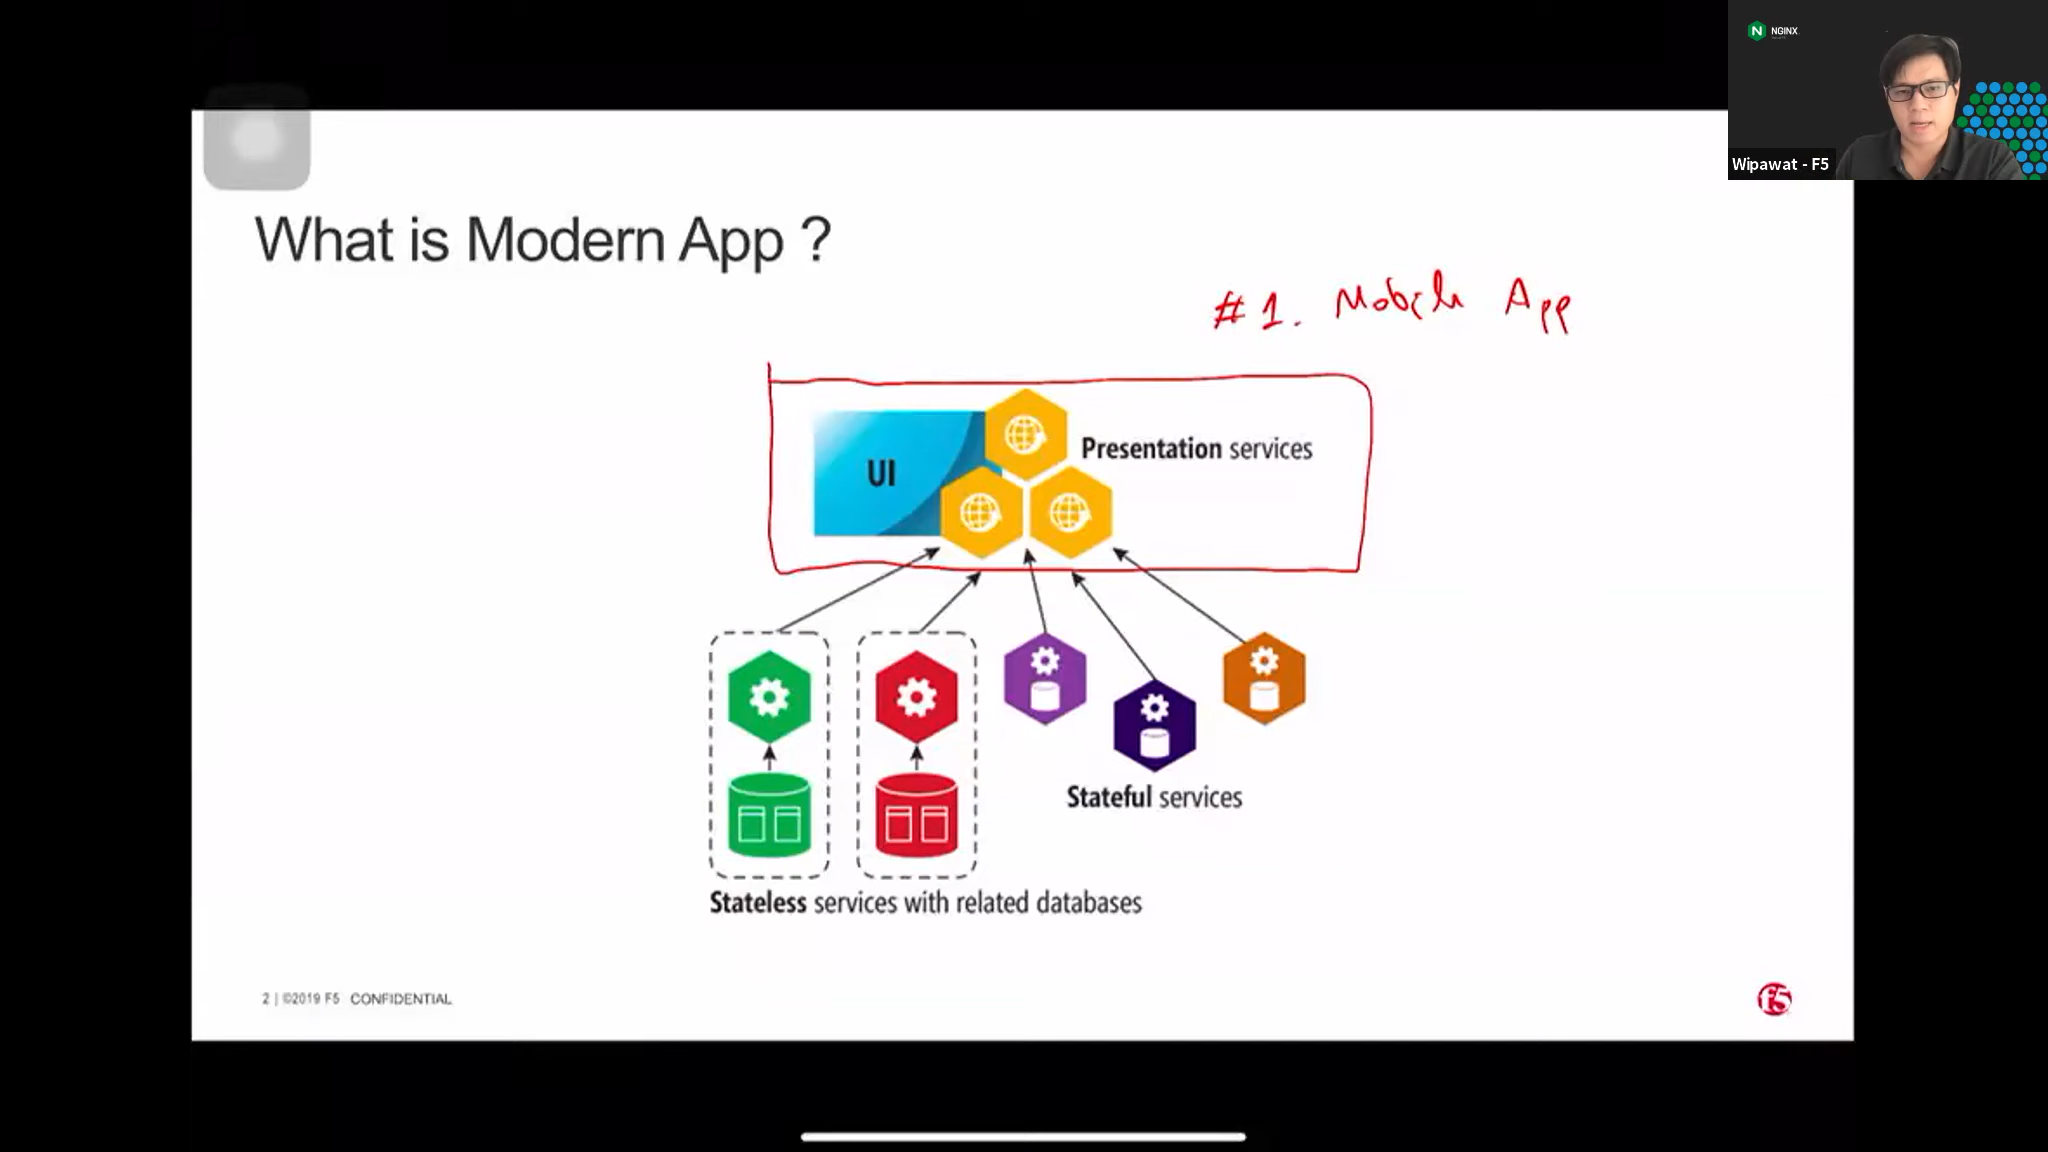 NGINX
Wipawat - F5
What is Modern App ?
#1. Mobile App
UI
Presentation services
Stateful services
Stateless services with related databases
2 | ©2019 F5 CONFIDENTIAL
f5